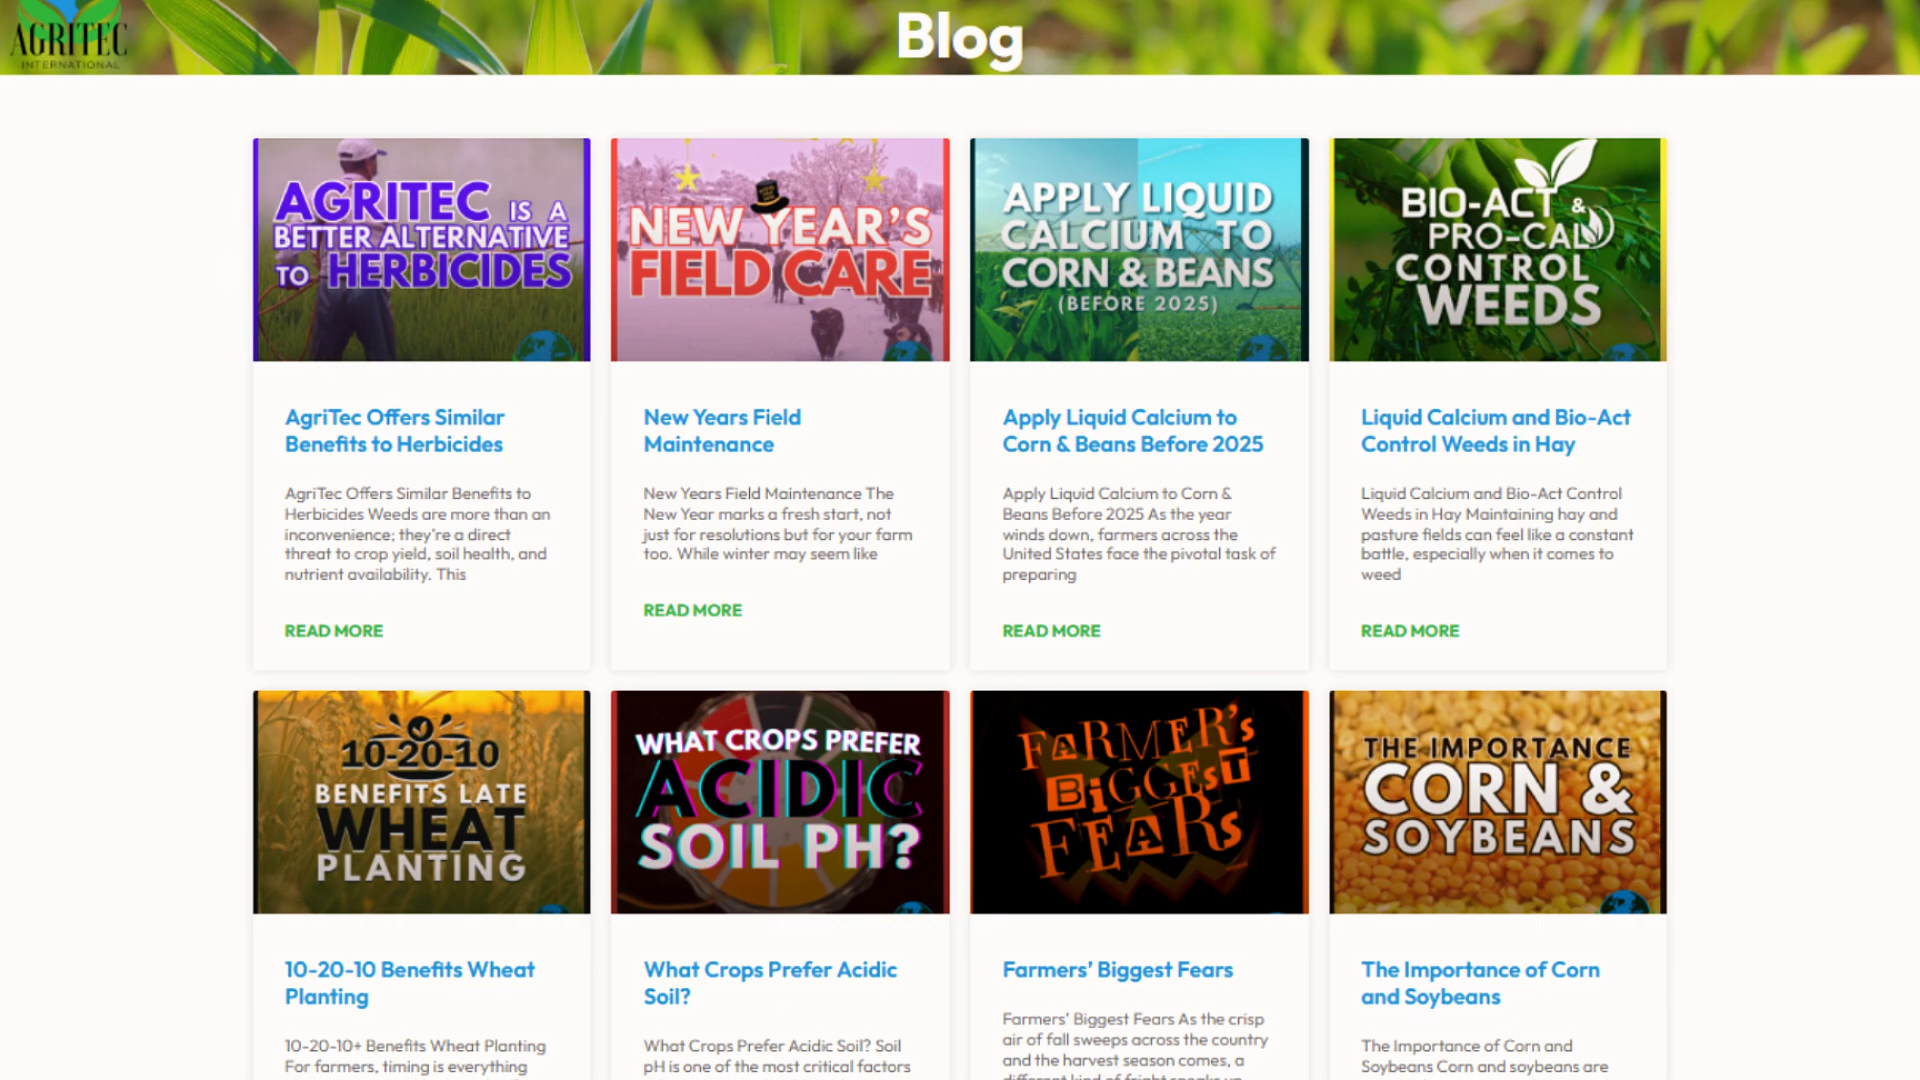 AGRITEC
INTERNATIONAL
Blog
AGRITEC IS A
BETTER ALTERNATIVE
TO HERBICIDES
AgriTec Offers Similar
Benefits to Herbicides
AgriTec Offers Similar Benefits to
Herbicides Weeds are more than an
inconvenience; they're a direct
threat to crop yield, soil health, and
nutrient availability. This
READ MORE
NEW YEAR'S
FIELD CARE
New Years Field
Maintenance
New Years Field Maintenance The
New Year marks a fresh start, not
just for resolutions but for your farm
too. While winter may seem like
READ MORE
APPLY LIQUID
CALCIUM TO
CORN & BEANS
(BEFORE 2025)
Apply Liquid Calcium to
Corn & Beans Before 2025
Apply Liquid Calcium to Corn &
Beans Before 2025 As the year
winds down, farmers across the
United States face the pivotal task of
preparing
READ MORE
BIO-ACT &
PRO-CAL
CONTROL
WEEDS
Liquid Calcium and Bio-Act
Control Weeds in Hay
Liquid Calcium and Bio-Act Control
Weeds in Hay Maintaining hay and
pasture fields can feel like a constant
battle, especially when it comes to
weed
READ MORE
10-20-10
BENEFITS LATE
WHEAT
PLANTING
10-20-10 Benefits Wheat
Planting
10-20-10+ Benefits Wheat Planting
For farmers, timing is everything
WHAT CROPS PREFER
ACIDIC
SOIL PH?
What Crops Prefer Acidic
Soil?
What Crops Prefer Acidic Soil? Soil
pH is one of the most critical factors
FARMER'S
BIGGEST
FEARS
Farmers' Biggest Fears
Farmers' Biggest Fears As the crisp
air of fall sweeps across the country
and the harvest season comes, a
different kind of fright sneaks up
THE IMPORTANCE
CORN &
SOYBEANS
The Importance of Corn
and Soybeans
The Importance of Corn and
Soybeans Corn and soybeans are